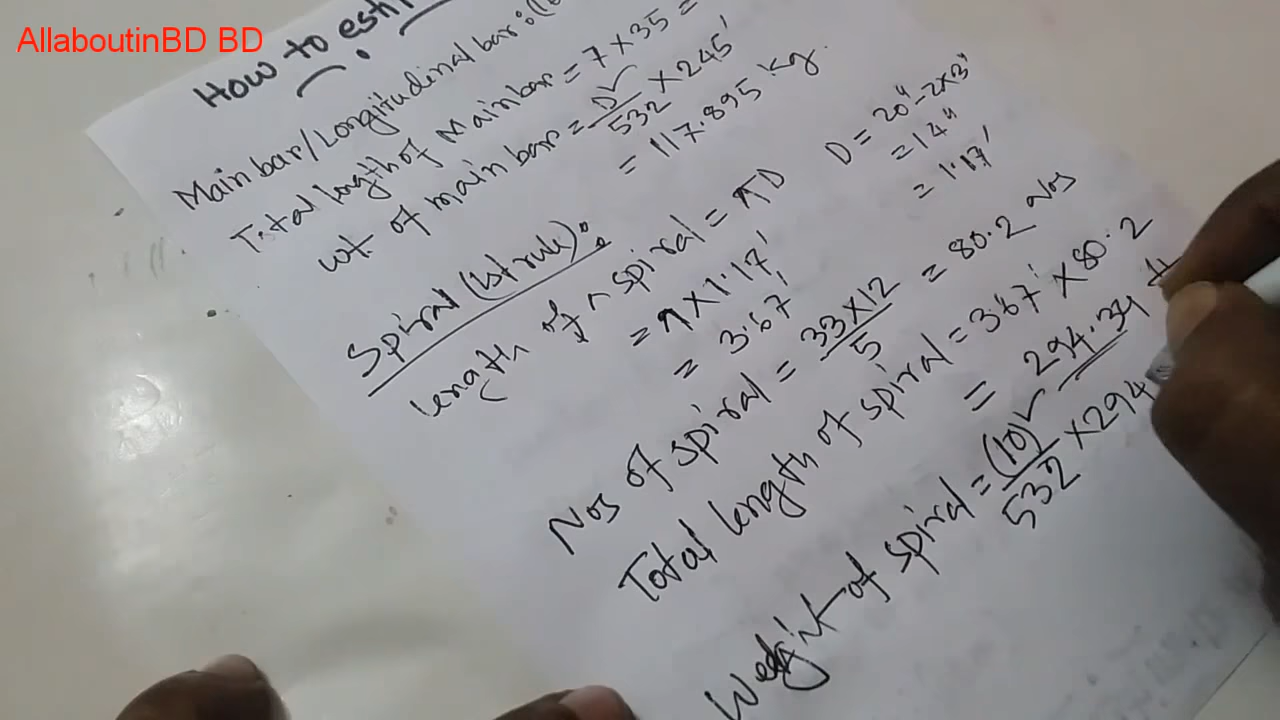 AllaboutinBD BD
How to esti
Main bar/Longitudinal bar:
Total length of Main bar = 7 X 35 =
Wt. of main bar = D²/532 X 245'
= 117.895 kg.
Spiral (Stirrup):
D = 20" - 2X3"
= 14"
= 1.17'
length of spiral = πD
= π X 1.17'
= 3.67'
Nos of spiral = 33X12/5 = 80.2 Nos
Total length of spiral = 3.67' X 80.2
= 294.34 ft
Weight of spiral = (10)²/532 X 294